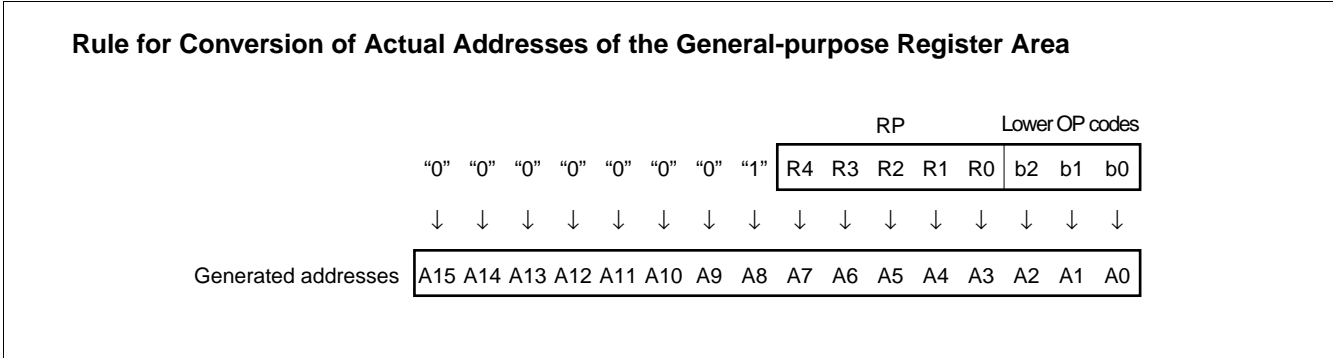 Rule for Conversion of Actual Addresses of the General-purpose Register Area
RP Lower OP codes
“0” “0” “0” “0” “0” “0” “0” “1” R4 R3 R2 R1 R0 b2 b1 b0
↓ ↓ ↓ ↓ ↓ ↓ ↓ ↓ ↓ ↓ ↓ ↓ ↓ ↓ ↓ ↓
Generated addresses A15 A14 A13 A12 A11 A10 A9 A8 A7 A6 A5 A4 A3 A2 A1 A0